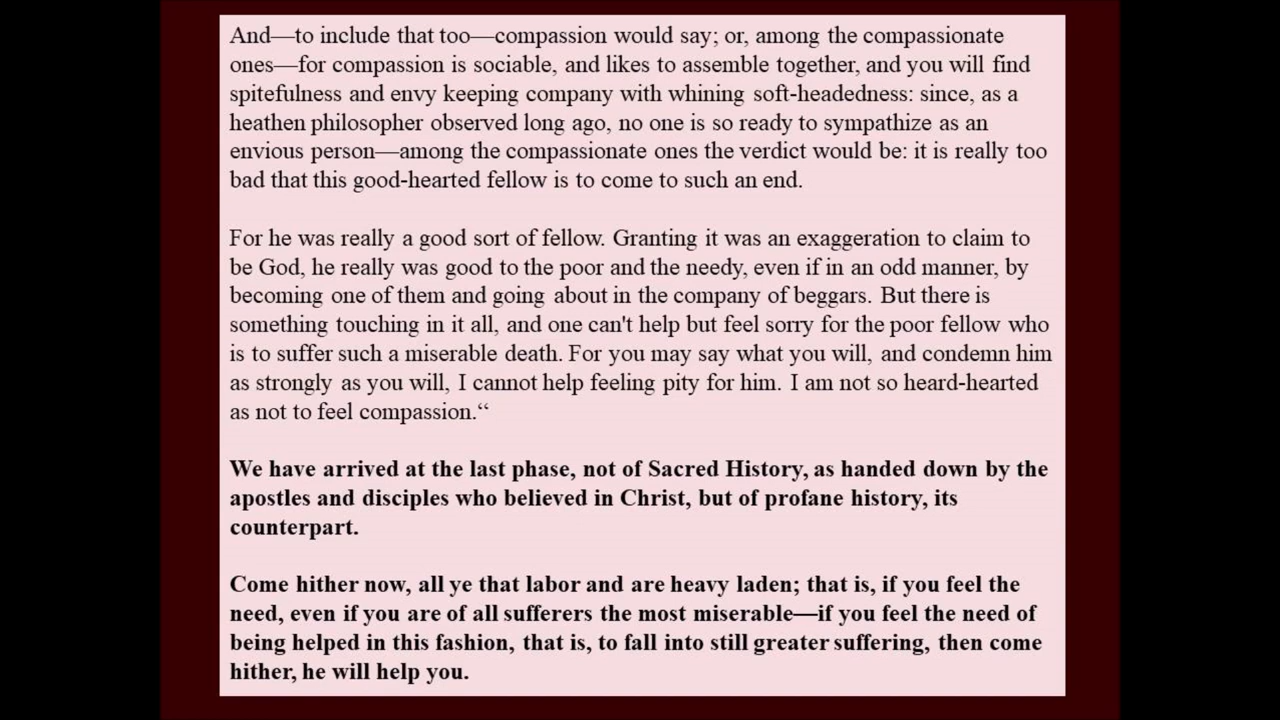 And—to include that too—compassion would say; or, among the compassionate
ones—for compassion is sociable, and likes to assemble together, and you will find
spitefulness and envy keeping company with whining soft-headedness: since, as a
heathen philosopher observed long ago, no one is so ready to sympathize as an
envious person—among the compassionate ones the verdict would be: it is really too
bad that this good-hearted fellow is to come to such an end.
For he was really a good sort of fellow. Granting it was an exaggeration to claim to
be God, he really was good to the poor and the needy, even if in an odd manner, by
becoming one of them and going about in the company of beggars. But there is
something touching in it all, and one can't help but feel sorry for the poor fellow who
is to suffer such a miserable death. For you may say what you will, and condemn him
as strongly as you will, I cannot help feeling pity for him. I am not so heard-hearted
as not to feel compassion.“
We have arrived at the last phase, not of Sacred History, as handed down by the
apostles and disciples who believed in Christ, but of profane history, its
counterpart.
Come hither now, all ye that labor and are heavy laden; that is, if you feel the
need, even if you are of all sufferers the most miserable—if you feel the need of
being helped in this fashion, that is, to fall into still greater suffering, then come
hither, he will help you.